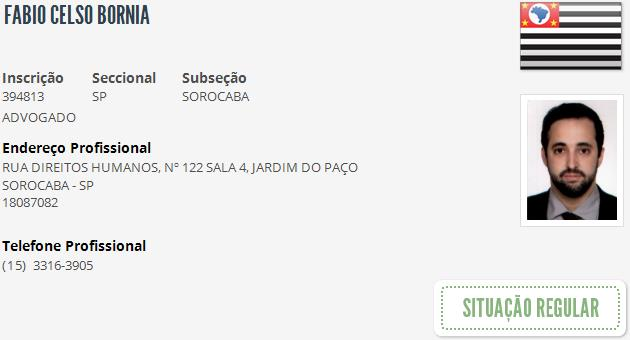 FABIO CELSO BORNIA
Inscrição Seccional Subseção
394813 SP SOROCABA
ADVOGADO
Endereço Profissional
RUA DIREITOS HUMANOS, Nº 122 SALA 4, JARDIM DO PAÇO
SOROCABA - SP
18087082
Telefone Profissional
(15) 3316-3905
SITUAÇÃO REGULAR